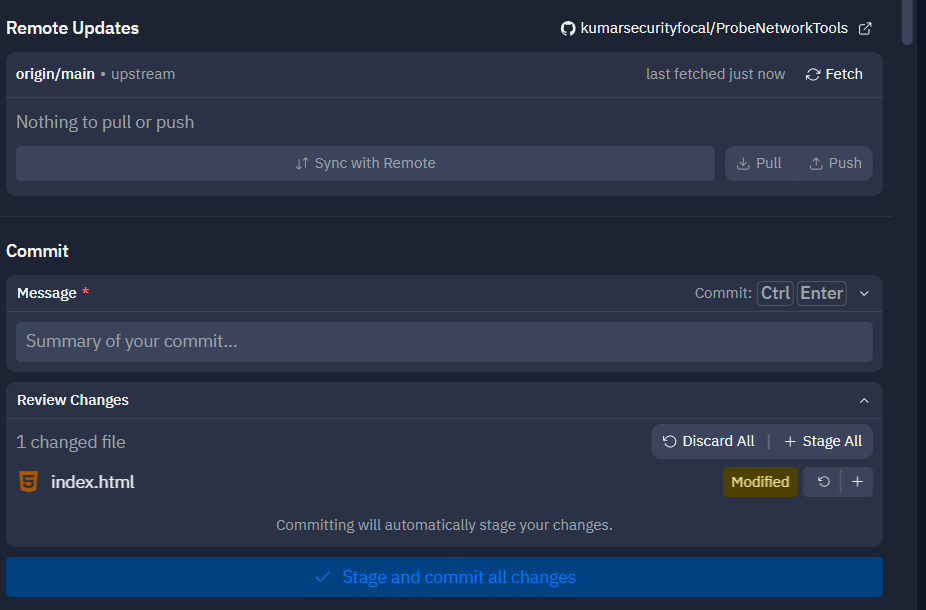 Remote Updates
kumarsecurityfocal/ProbeNetworkTools
origin/main • upstream
last fetched just now
Fetch
Nothing to pull or push
Sync with Remote
Pull
Push
Commit
Message *
Commit: Ctrl Enter
Summary of your commit...
Review Changes
1 changed file
Discard All
+ Stage All
index.html
Modified
+
Committing will automatically stage your changes.
Stage and commit all changes